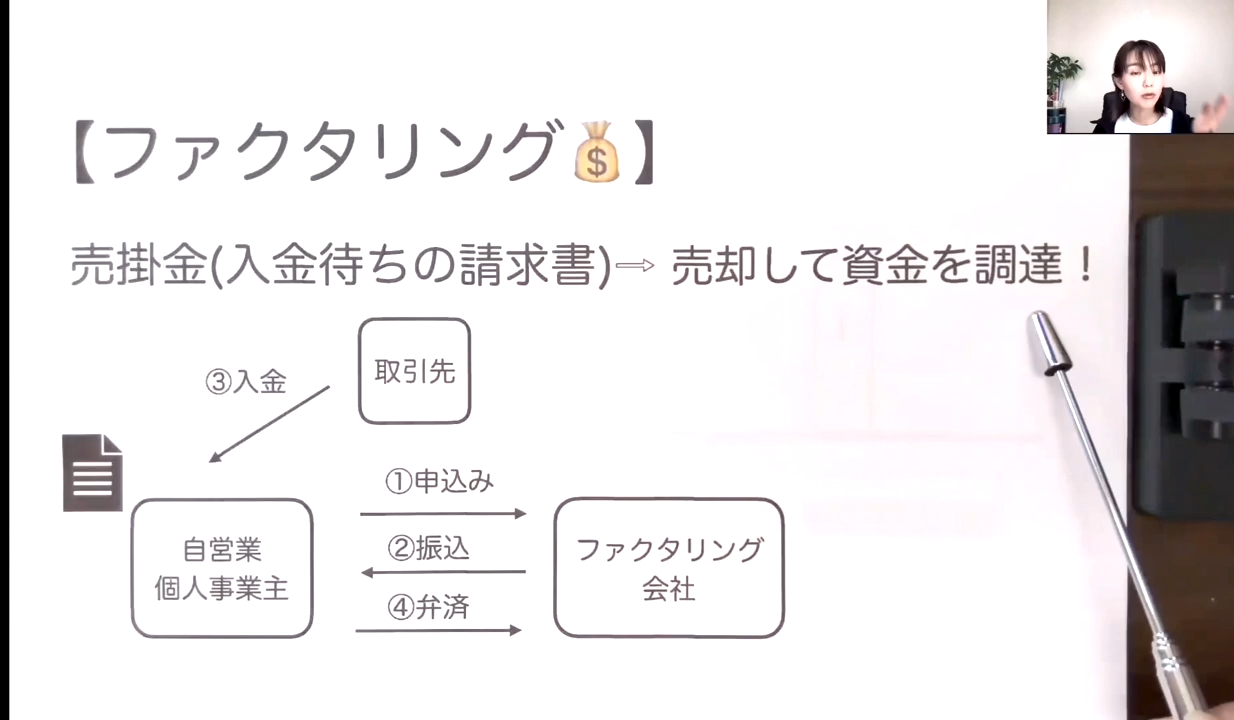 【ファクタリング💰】
売掛金(入金待ちの請求書)⇒ 売却して資金を調達！
取引先
③入金
①申込み
自営業
個人事業主
②振込
ファクタリング
会社
④弁済